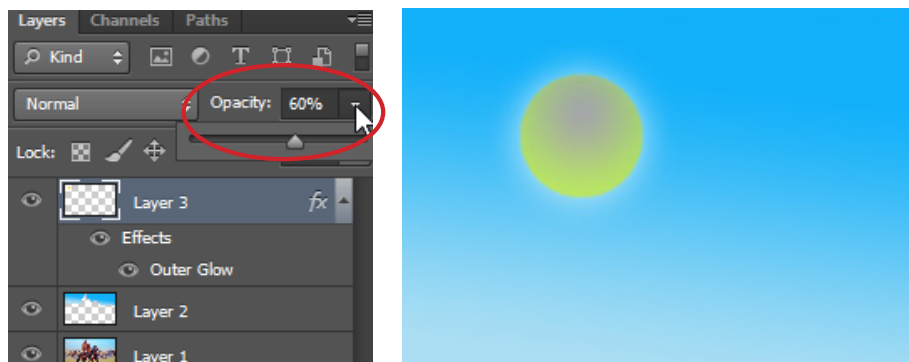 Layers Channels Paths
Kind T
Normal Opacity: 60%
Lock:
Layer 3 fx
Effects
Outer Glow
Layer 2
Layer 1